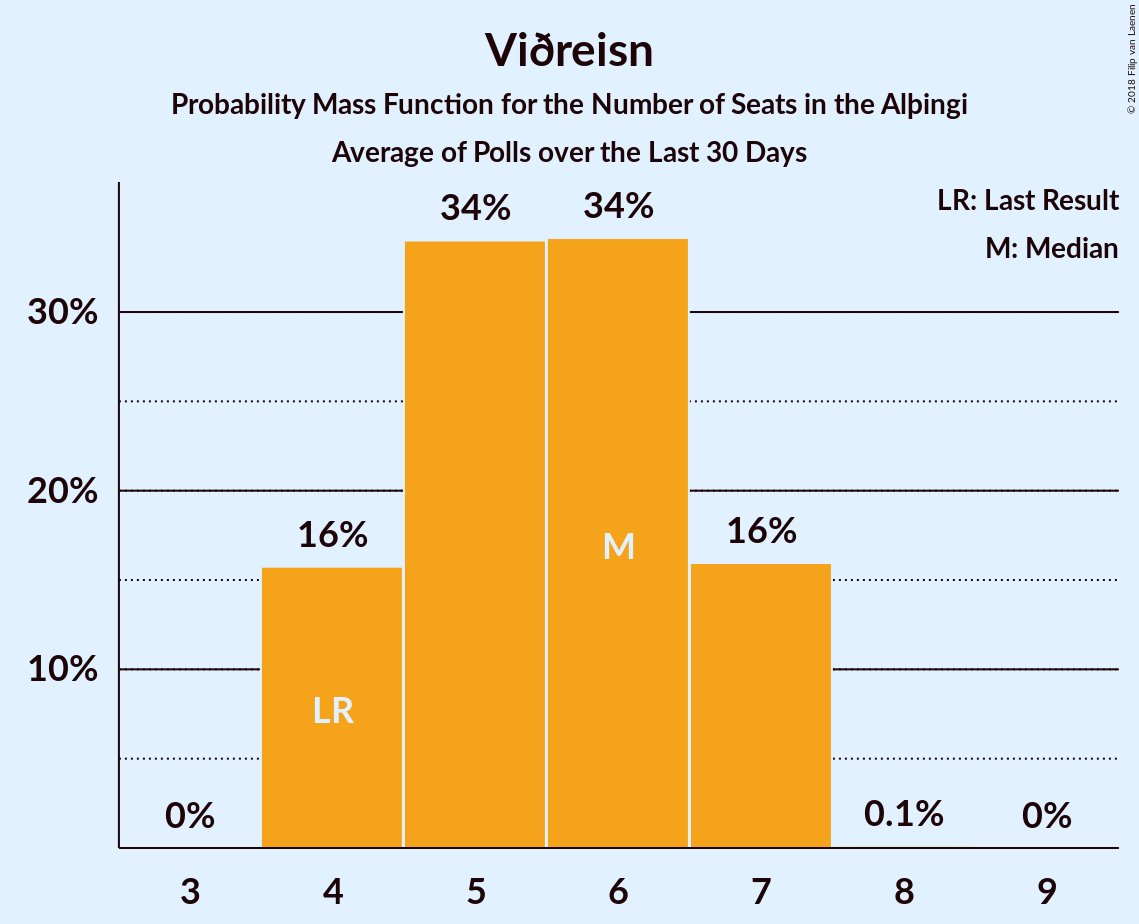 Viðreisn
Probability Mass Function for the Number of Seats in the Alþingi
Average of Polls over the Last 30 Days
© 2018 Filip van Laenen
LR: Last Result
M: Median
34%
34%
30%
20%
16%
16%
M
10%
LR
0%
0.1%
0%
3
4
5
6
7
8
9